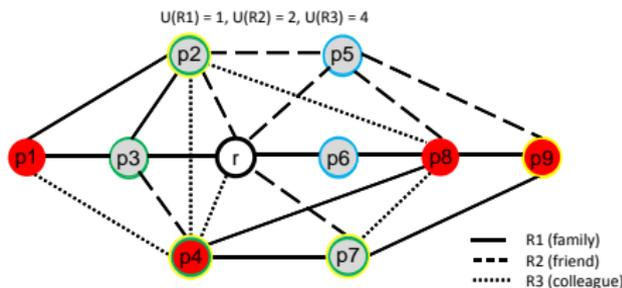 U(R1) = 1, U(R2) = 2, U(R3) = 4
p2
p5
p1
p3
r
p6
p8
p9
p4
p7
R1 (family)
R2 (friend)
R3 (colleague)